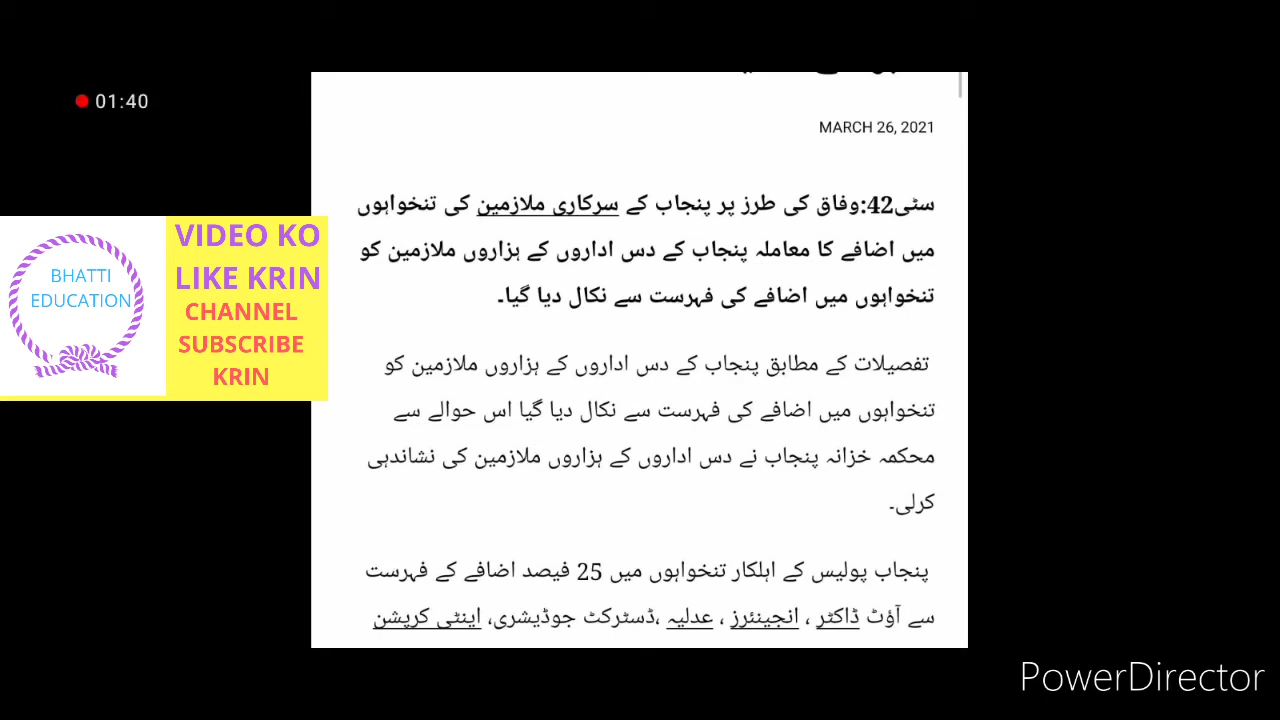 01:40
MARCH 26, 2021
سٹی42:وفاق کی طرز پر پنجاب کے سرکاری ملازمین کی تنخواہوں
میں اضافے کا معاملہ پنجاب کے دس اداروں کے ہزاروں ملازمین کو
تنخواہوں میں اضافے کی فہرست سے نکال دیا گیا۔
تفصیلات کے مطابق پنجاب کے دس اداروں کے ہزاروں ملازمین کو
تنخواہوں میں اضافے کی فہرست سے نکال دیا گیا اس حوالے سے
محکمہ خزانہ پنجاب نے دس اداروں کے ہزاروں ملازمین کی نشاندہی
کرلی۔
پنجاب پولیس کے اہلکار تنخواہوں میں 25 فیصد اضافے کے فہرست
سے آؤٹ ڈاکٹر ، انجینئرز ، عدلیہ ،ڈسٹرکٹ جوڈیشری، اینٹی کرپشن
BHATTI
EDUCATION
VIDEO KO
LIKE KRIN
CHANNEL
SUBSCRIBE
KRIN
PowerDirector